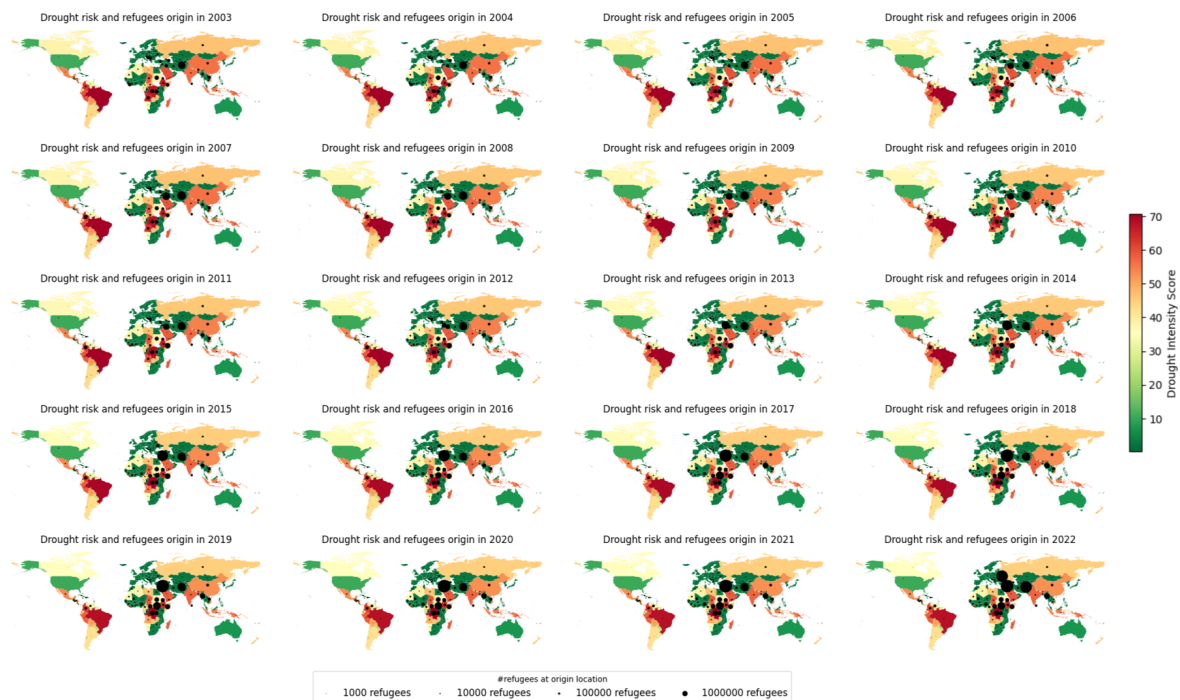 Drought risk and refugees origin in 2003
Drought risk and refugees origin in 2004
Drought risk and refugees origin in 2005
Drought risk and refugees origin in 2006
Drought risk and refugees origin in 2007
Drought risk and refugees origin in 2008
Drought risk and refugees origin in 2009
Drought risk and refugees origin in 2010
Drought risk and refugees origin in 2011
Drought risk and refugees origin in 2012
Drought risk and refugees origin in 2013
Drought risk and refugees origin in 2014
Drought risk and refugees origin in 2015
Drought risk and refugees origin in 2016
Drought risk and refugees origin in 2017
Drought risk and refugees origin in 2018
Drought risk and refugees origin in 2019
Drought risk and refugees origin in 2020
Drought risk and refugees origin in 2021
Drought risk and refugees origin in 2022
70
60
50
40
30
20
10
Drought Intensity Score
#refugees at origin location
1000 refugees
10000 refugees
100000 refugees
1000000 refugees